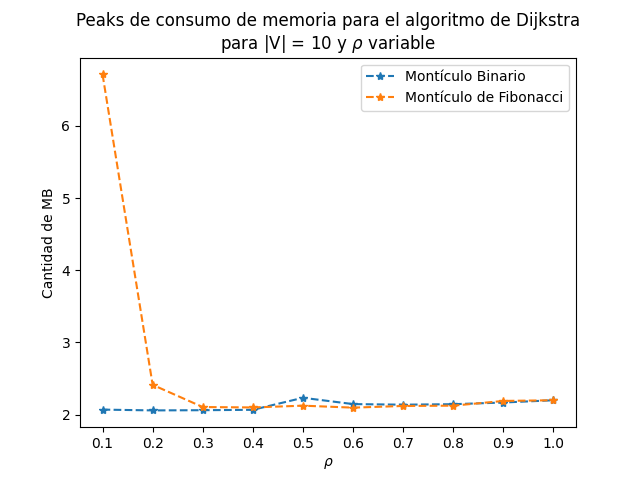 Peaks de consumo de memoria para el algoritmo de Dijkstra
para |V| = 10 y ρ variable
Montículo Binario
Montículo de Fibonacci
Cantidad de MB
6
5
4
3
2
0.1 0.2 0.3 0.4 0.5 0.6 0.7 0.8 0.9 1.0
ρ